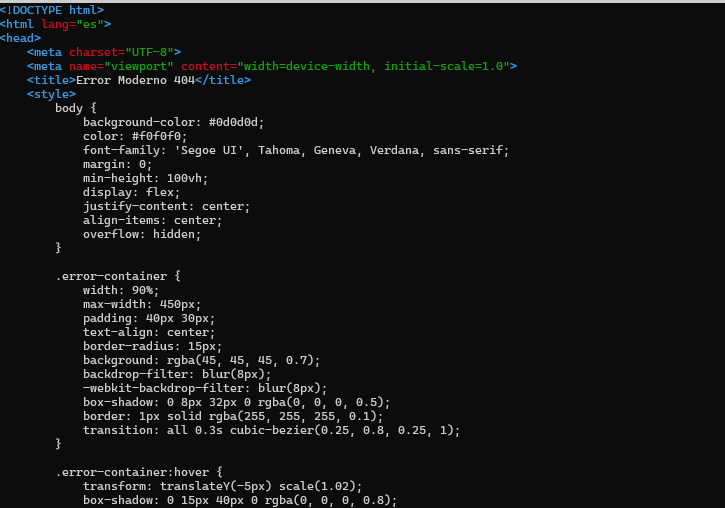 <!DOCTYPE html>
<html lang="es">
<head>
    <meta charset="UTF-8">
    <meta name="viewport" content="width=device-width, initial-scale=1.0">
    <title>Error Moderno 404</title>
    <style>
        body {
            background-color: #0d0d0d;
            color: #f0f0f0;
            font-family: 'Segoe UI', Tahoma, Geneva, Verdana, sans-serif;
            margin: 0;
            min-height: 100vh;
            display: flex;
            justify-content: center;
            align-items: center;
            overflow: hidden;
        }

        .error-container {
            width: 90%;
            max-width: 450px;
            padding: 40px 30px;
            text-align: center;
            border-radius: 15px;
            background: rgba(45, 45, 45, 0.7);
            backdrop-filter: blur(8px);
            -webkit-backdrop-filter: blur(8px);
            box-shadow: 0 8px 32px 0 rgba(0, 0, 0, 0.5);
            border: 1px solid rgba(255, 255, 255, 0.1);
            transition: all 0.3s cubic-bezier(0.25, 0.8, 0.25, 1);
        }

        .error-container:hover {
            transform: translateY(-5px) scale(1.02);
            box-shadow: 0 15px 40px 0 rgba(0, 0, 0, 0.8);